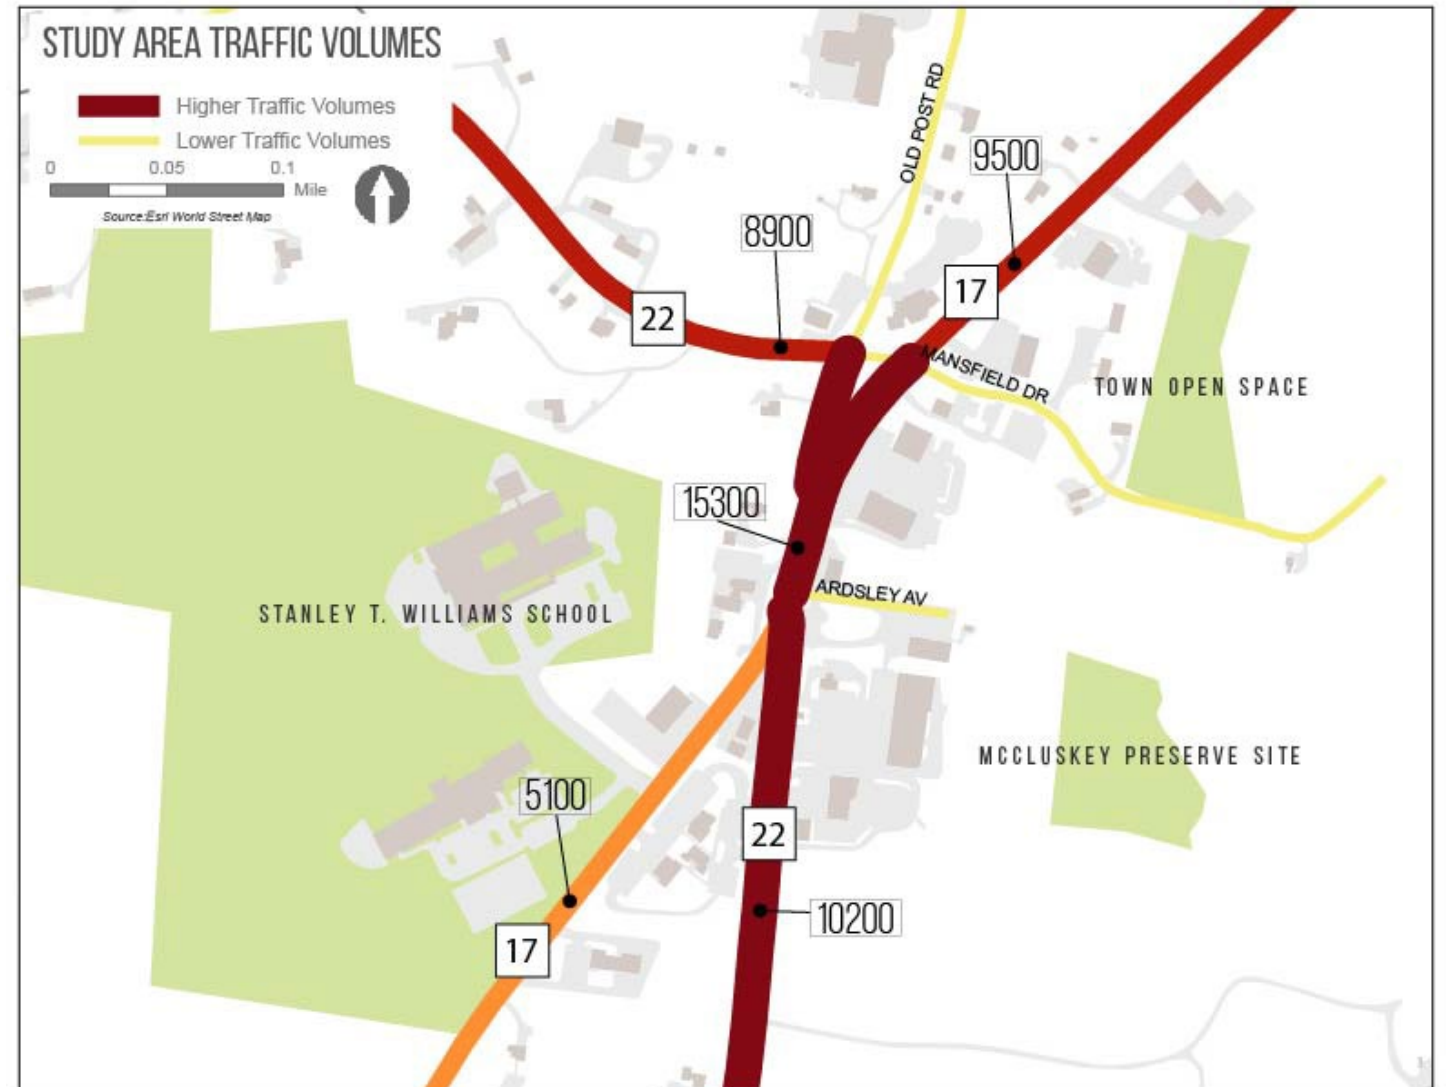 STUDY AREA TRAFFIC VOLUMES
Higher Traffic Volumes
Lower Traffic Volumes
0 0.05 0.1
Mile
Source:Esri World Street Map
OLD POST RD
9500
8900
17
22
MANSFIELD DR
TOWN OPEN SPACE
15300
ARDSLEY AV
STANLEY T. WILLIAMS SCHOOL
MCCLUSKEY PRESERVE SITE
5100
22
10200
17